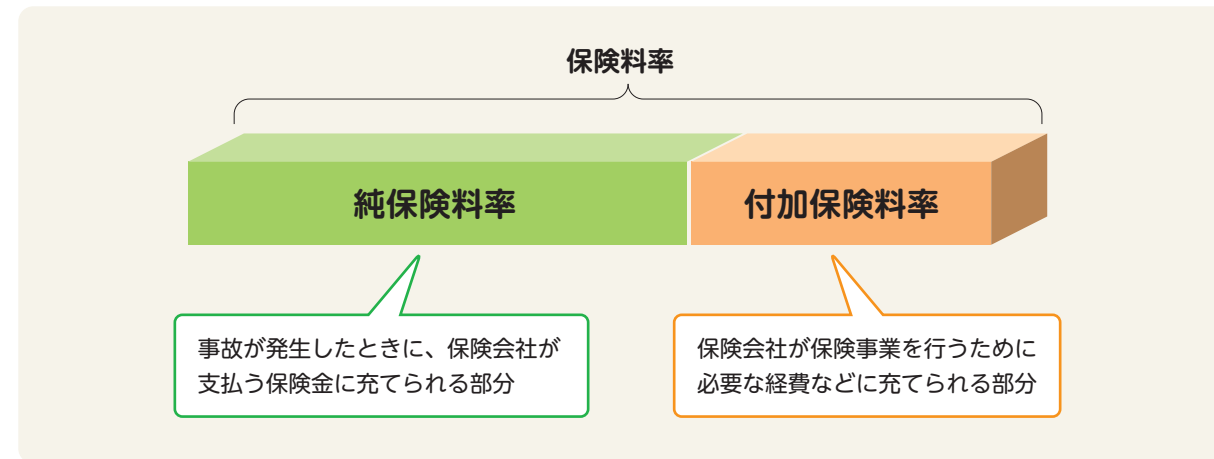 保険料率
純保険料率
付加保険料率
事故が発生したときに、保険会社が
支払う保険金に充てられる部分
保険会社が保険事業を行うために
必要な経費などに充てられる部分